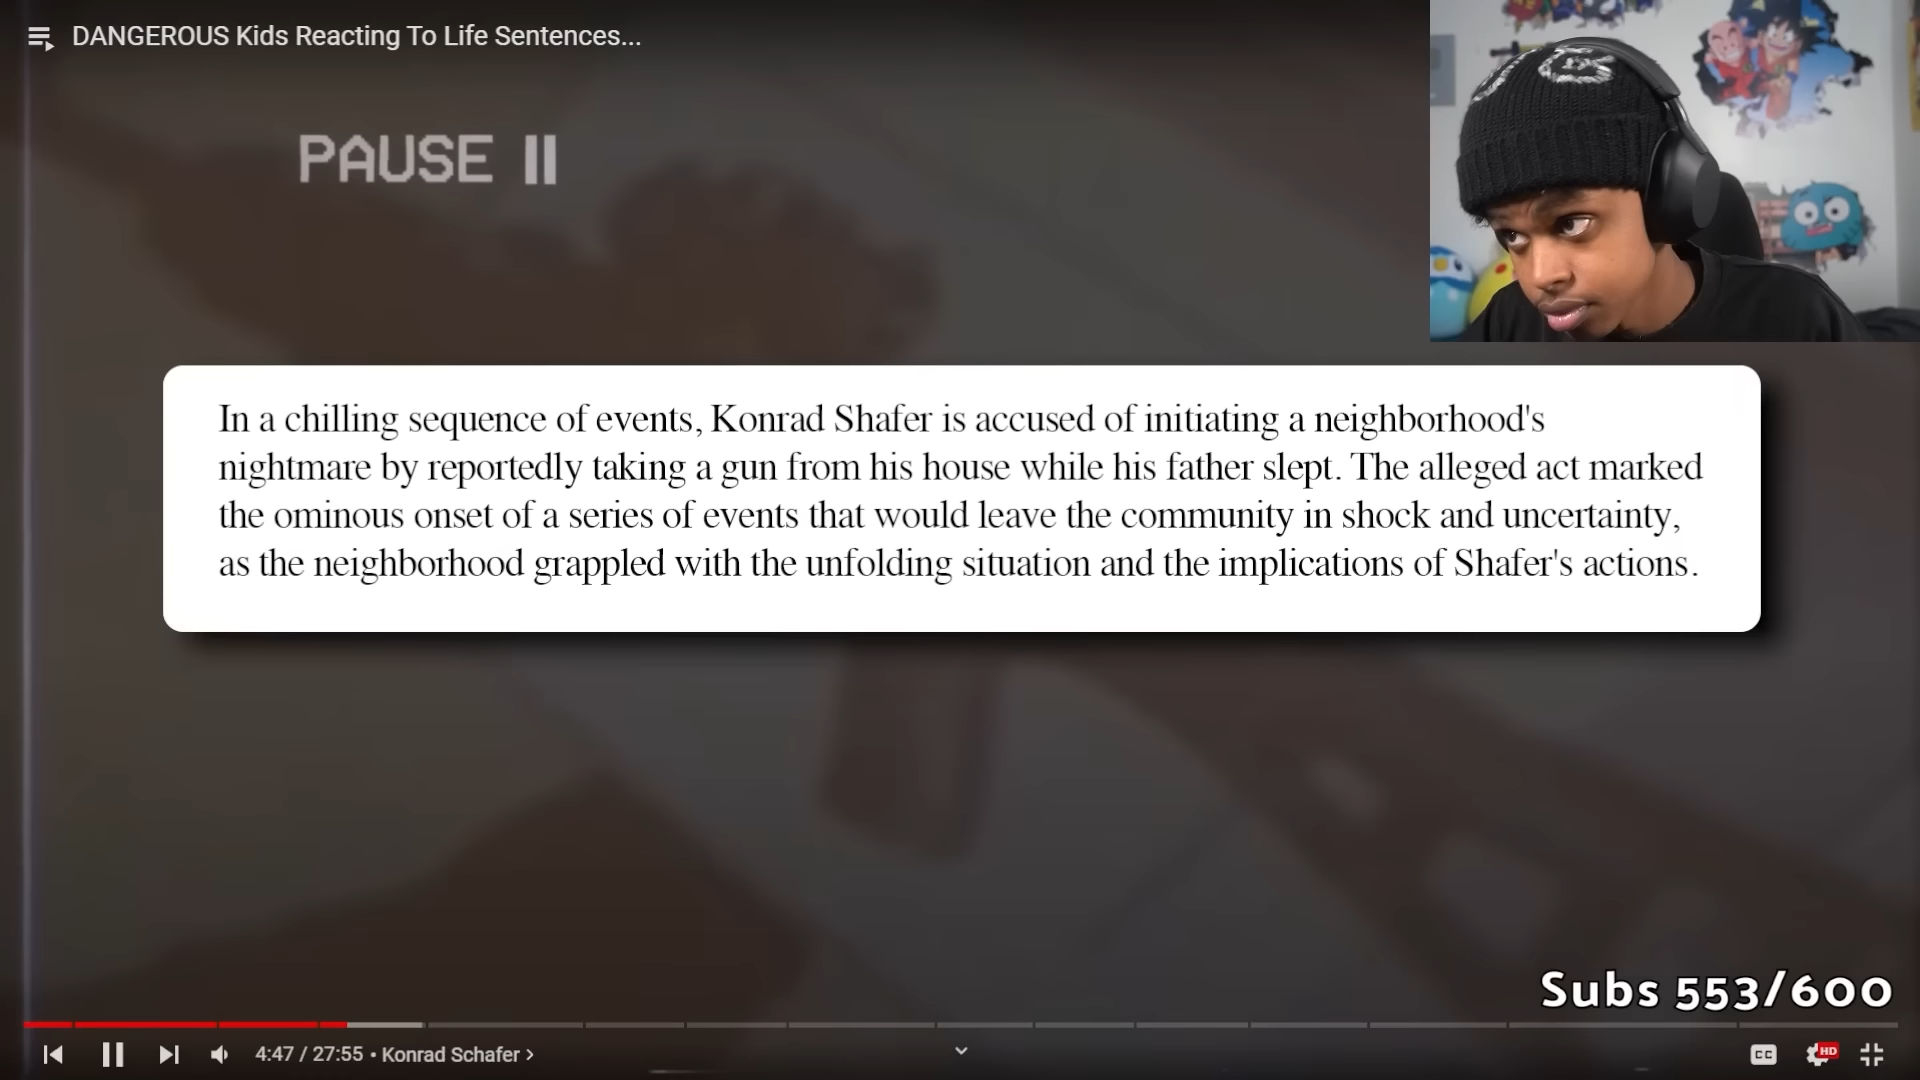 DANGEROUS Kids Reacting To Life Sentences...
PAUSE
In a chilling sequence of events, Konrad Shafer is accused of initiating a neighborhood's
nightmare by reportedly taking a gun from his house while his father slept. The alleged act marked
the ominous onset of a series of events that would leave the community in shock and uncertainty,
as the neighborhood grappled with the unfolding situation and the implications of Shafer's actions.
Subs 553/600
4:47 / 27:55 • Konrad Schafer ›
CC
HD